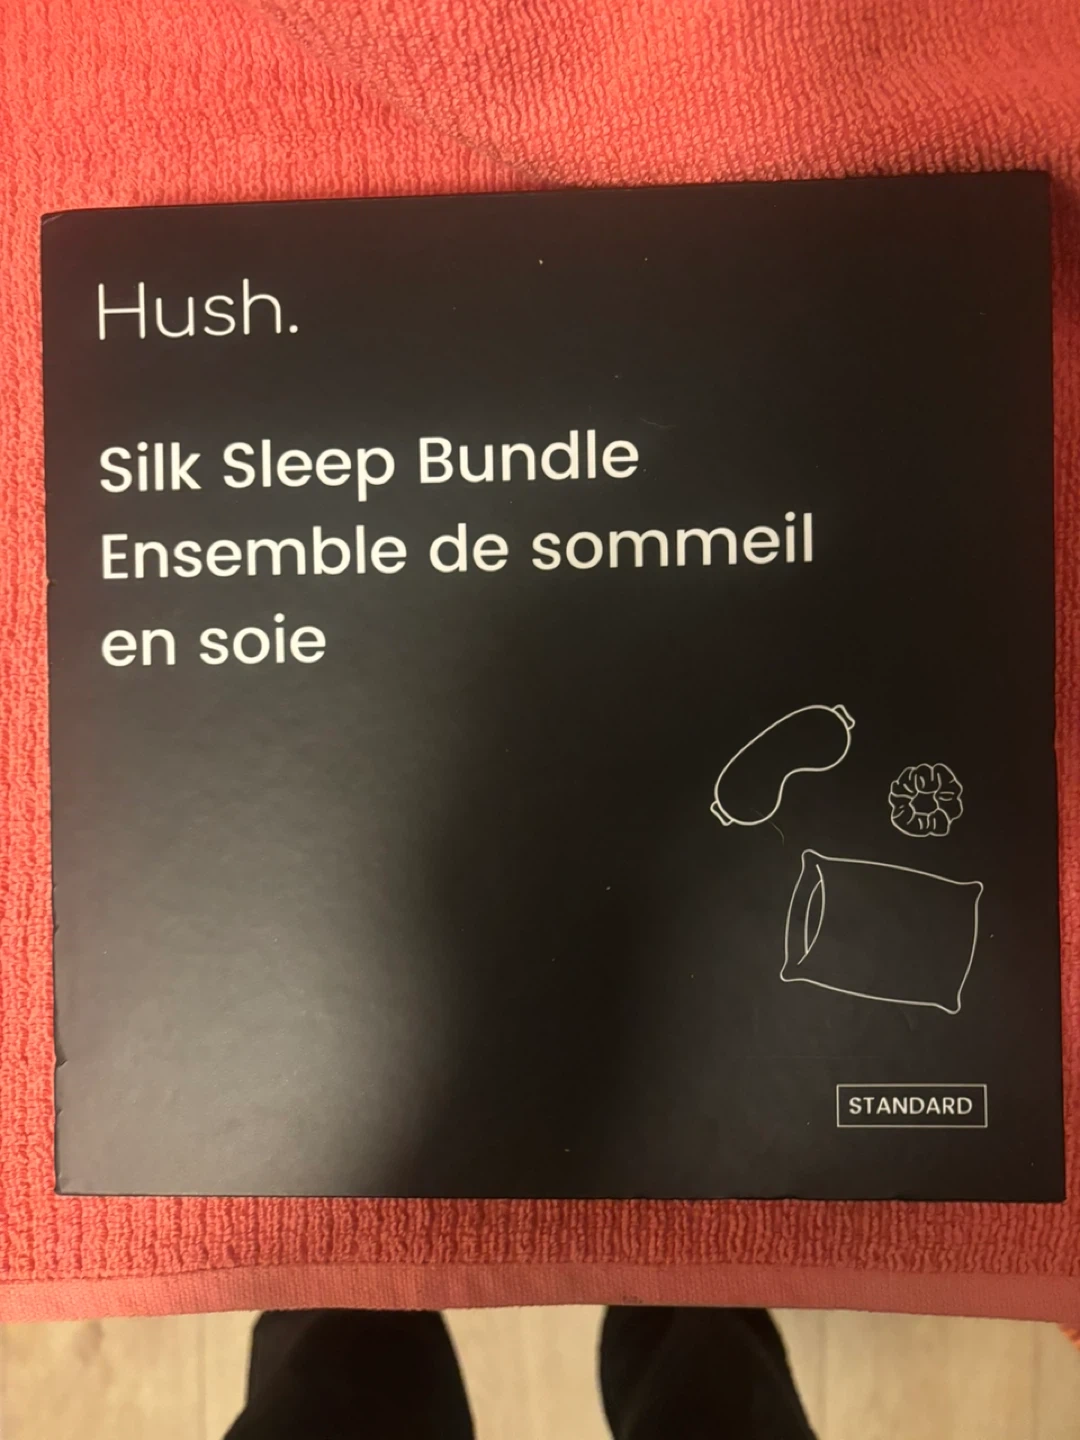 Hush.
Silk Sleep Bundle
Ensemble de sommeil
en soie
STANDARD